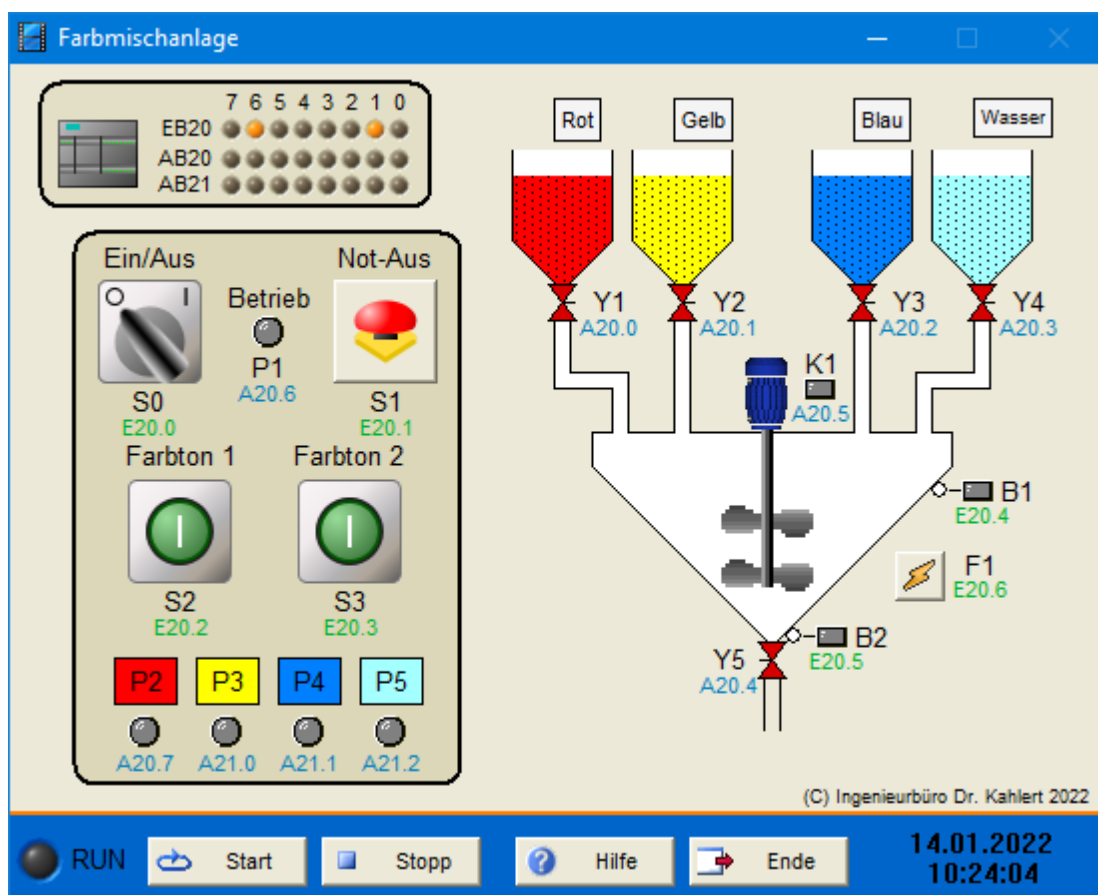 Farbmischanlage
7 6 5 4 3 2 1 0
EB20
AB20
AB21
Rot Gelb Blau Wasser
Y1 Y2 Y3 Y4
A20.0 A20.1 A20.2 A20.3
Ein/Aus Not-Aus
O I
Betrieb
P1
A20.6
S0 S1
E20.0 E20.1
Farbton 1 Farbton 2
I I
S2 S3
E20.2 E20.3
P2 P3 P4 P5
A20.7 A21.0 A21.1 A21.2
K1
A20.5
B1
E20.4
F1
E20.6
B2
E20.5
Y5
A20.4
(C) Ingenieurbüro Dr. Kahlert 2022
RUN Start Stopp Hilfe Ende
14.01.2022
10:24:04